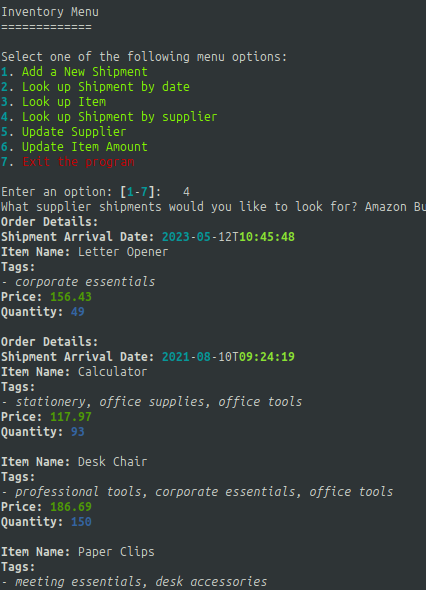 Inventory Menu
=============
Select one of the following menu options:
1. Add a New Shipment
2. Look up Shipment by date
3. Look up Item
4. Look up Shipment by supplier
5. Update Supplier
6. Update Item Amount
7. Exit the program
Enter an option: [1-7]: 4
What supplier shipments would you like to look for? Amazon Bu
Order Details:
Shipment Arrival Date: 2023-05-12T10:45:48
Item Name: Letter Opener
Tags:
- corporate essentials
Price: 156.43
Quantity: 49
Order Details:
Shipment Arrival Date: 2021-08-10T09:24:19
Item Name: Calculator
Tags:
- stationery, office supplies, office tools
Price: 117.97
Quantity: 93
Item Name: Desk Chair
Tags:
- professional tools, corporate essentials, office tools
Price: 186.69
Quantity: 150
Item Name: Paper Clips
Tags:
- meeting essentials, desk accessories